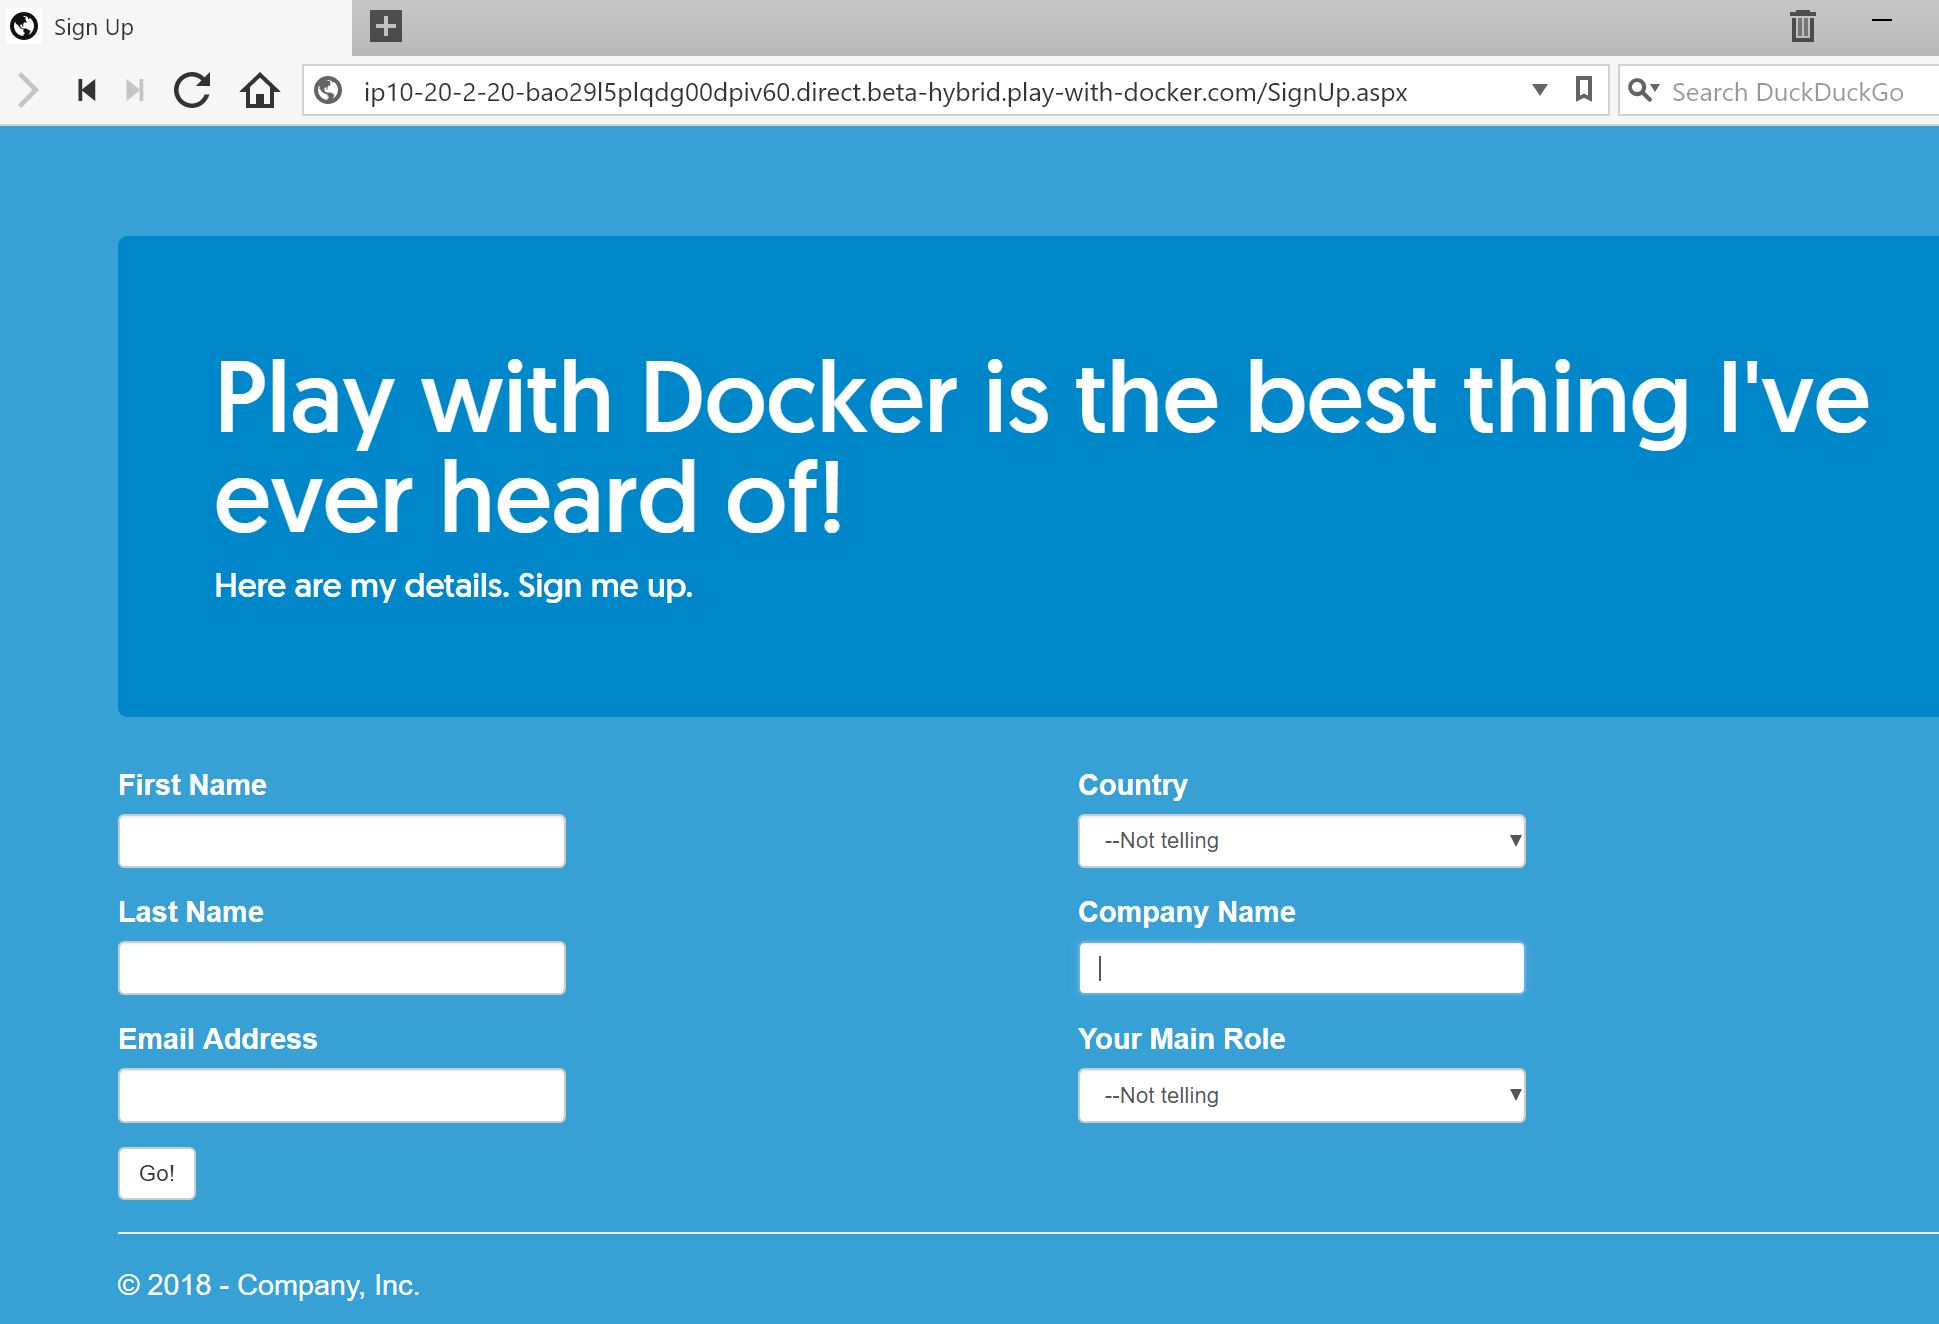 Sign Up
ip10-20-2-20-bao29l5plqdg00dpiv60.direct.beta-hybrid.play-with-docker.com/SignUp.aspx
Search DuckDuckGo
Play with Docker is the best thing I've
ever heard of!
Here are my details. Sign me up.
First Name
Country
--Not telling
Last Name
Company Name
Email Address
Your Main Role
--Not telling
Go!
© 2018 - Company, Inc.